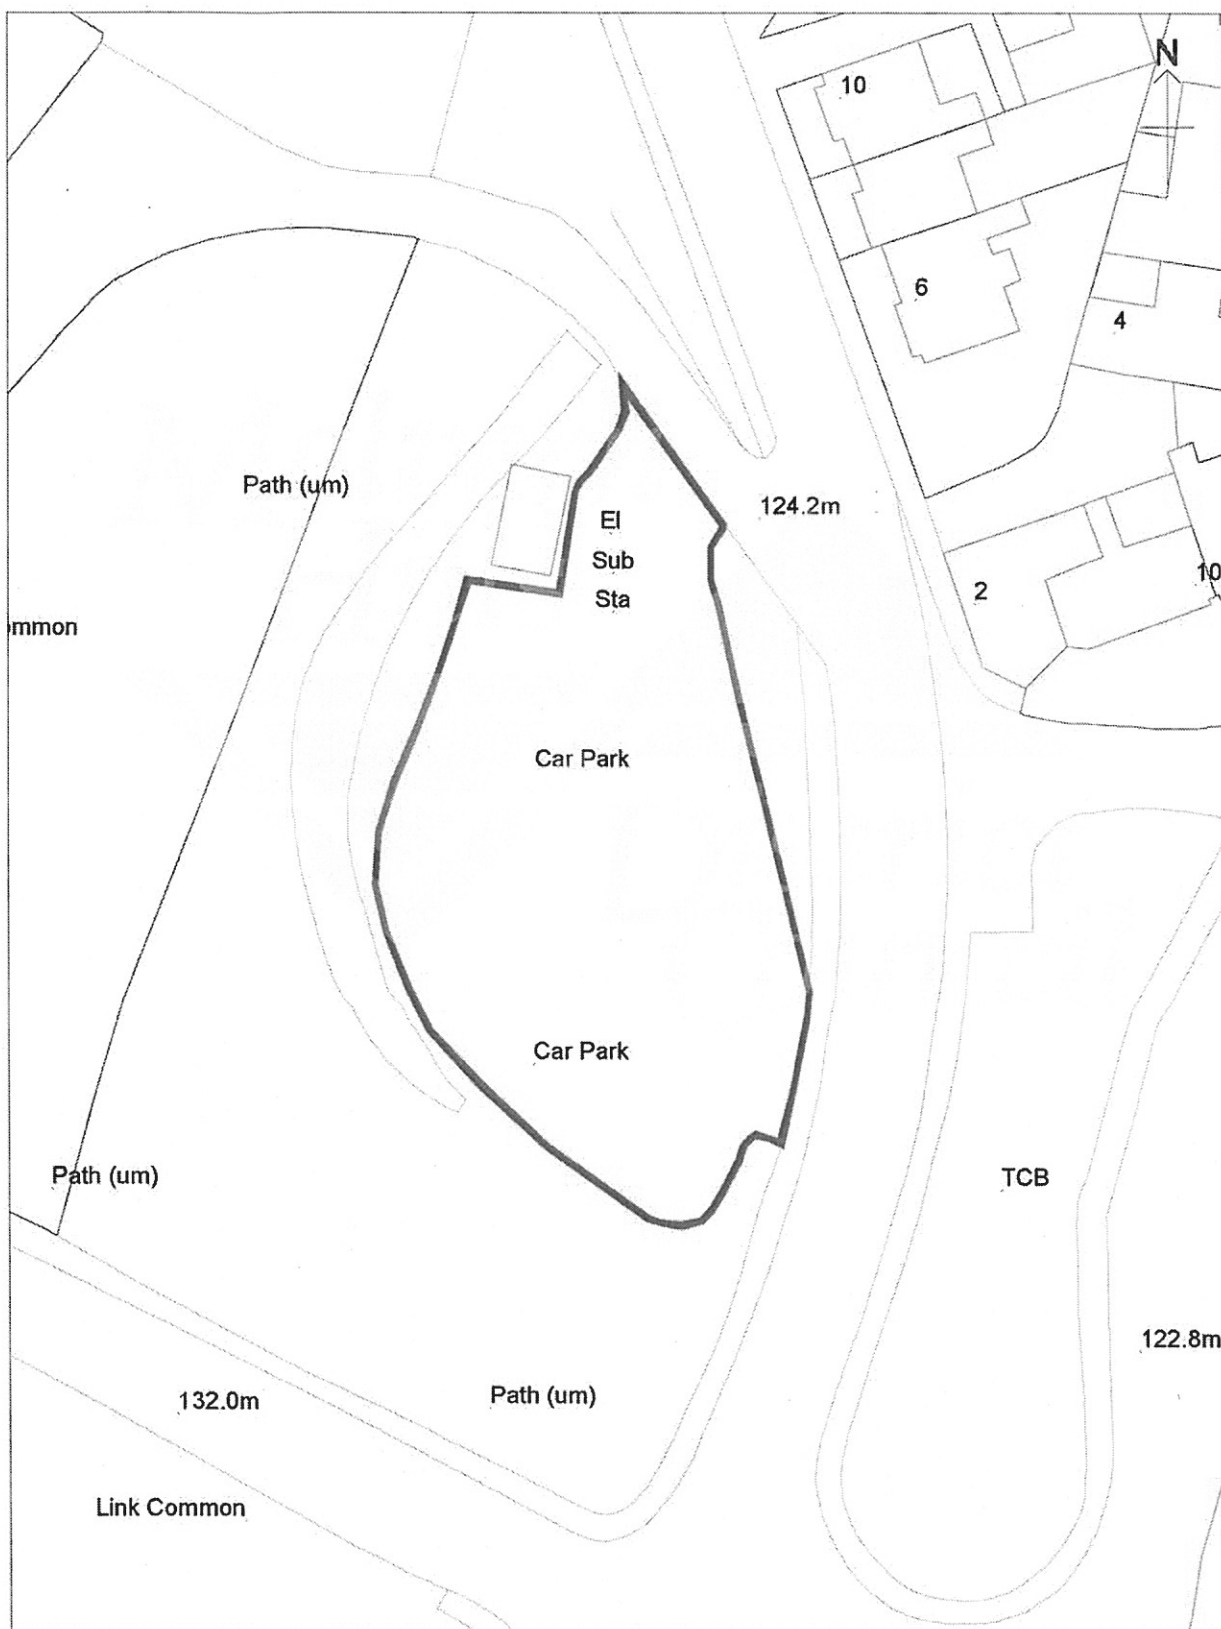 N
10
6
4
Path (um)
124.2m
El
Sub
Sta
10
2
ommon
Car Park
Car Park
Path (um)
TCB
122.8m
132.0m
Path (um)
Link Common